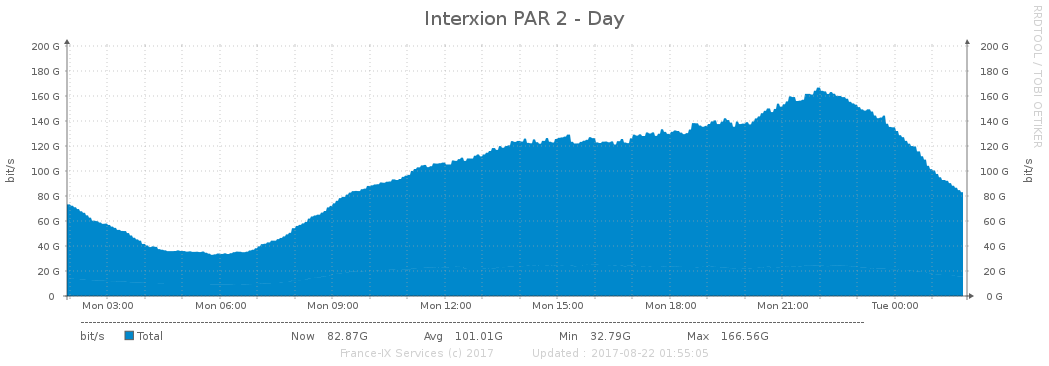 Interxion PAR 2 - Day
RRDTOOL / TOBI OETIKER
200 G 200 G
180 G 180 G
160 G 160 G
140 G 140 G
120 G 120 G
100 G 100 G
80 G 80 G
60 G 60 G
40 G 40 G
20 G 20 G
0 0 G
bit/s bit/s
Mon 03:00 Mon 06:00 Mon 09:00 Mon 12:00 Mon 15:00 Mon 18:00 Mon 21:00 Tue 00:00
bit/s Total Now 82.87G Avg 101.01G Min 32.79G Max 166.56G
France-IX Services (c) 2017 Updated : 2017-08-22 01:55:05